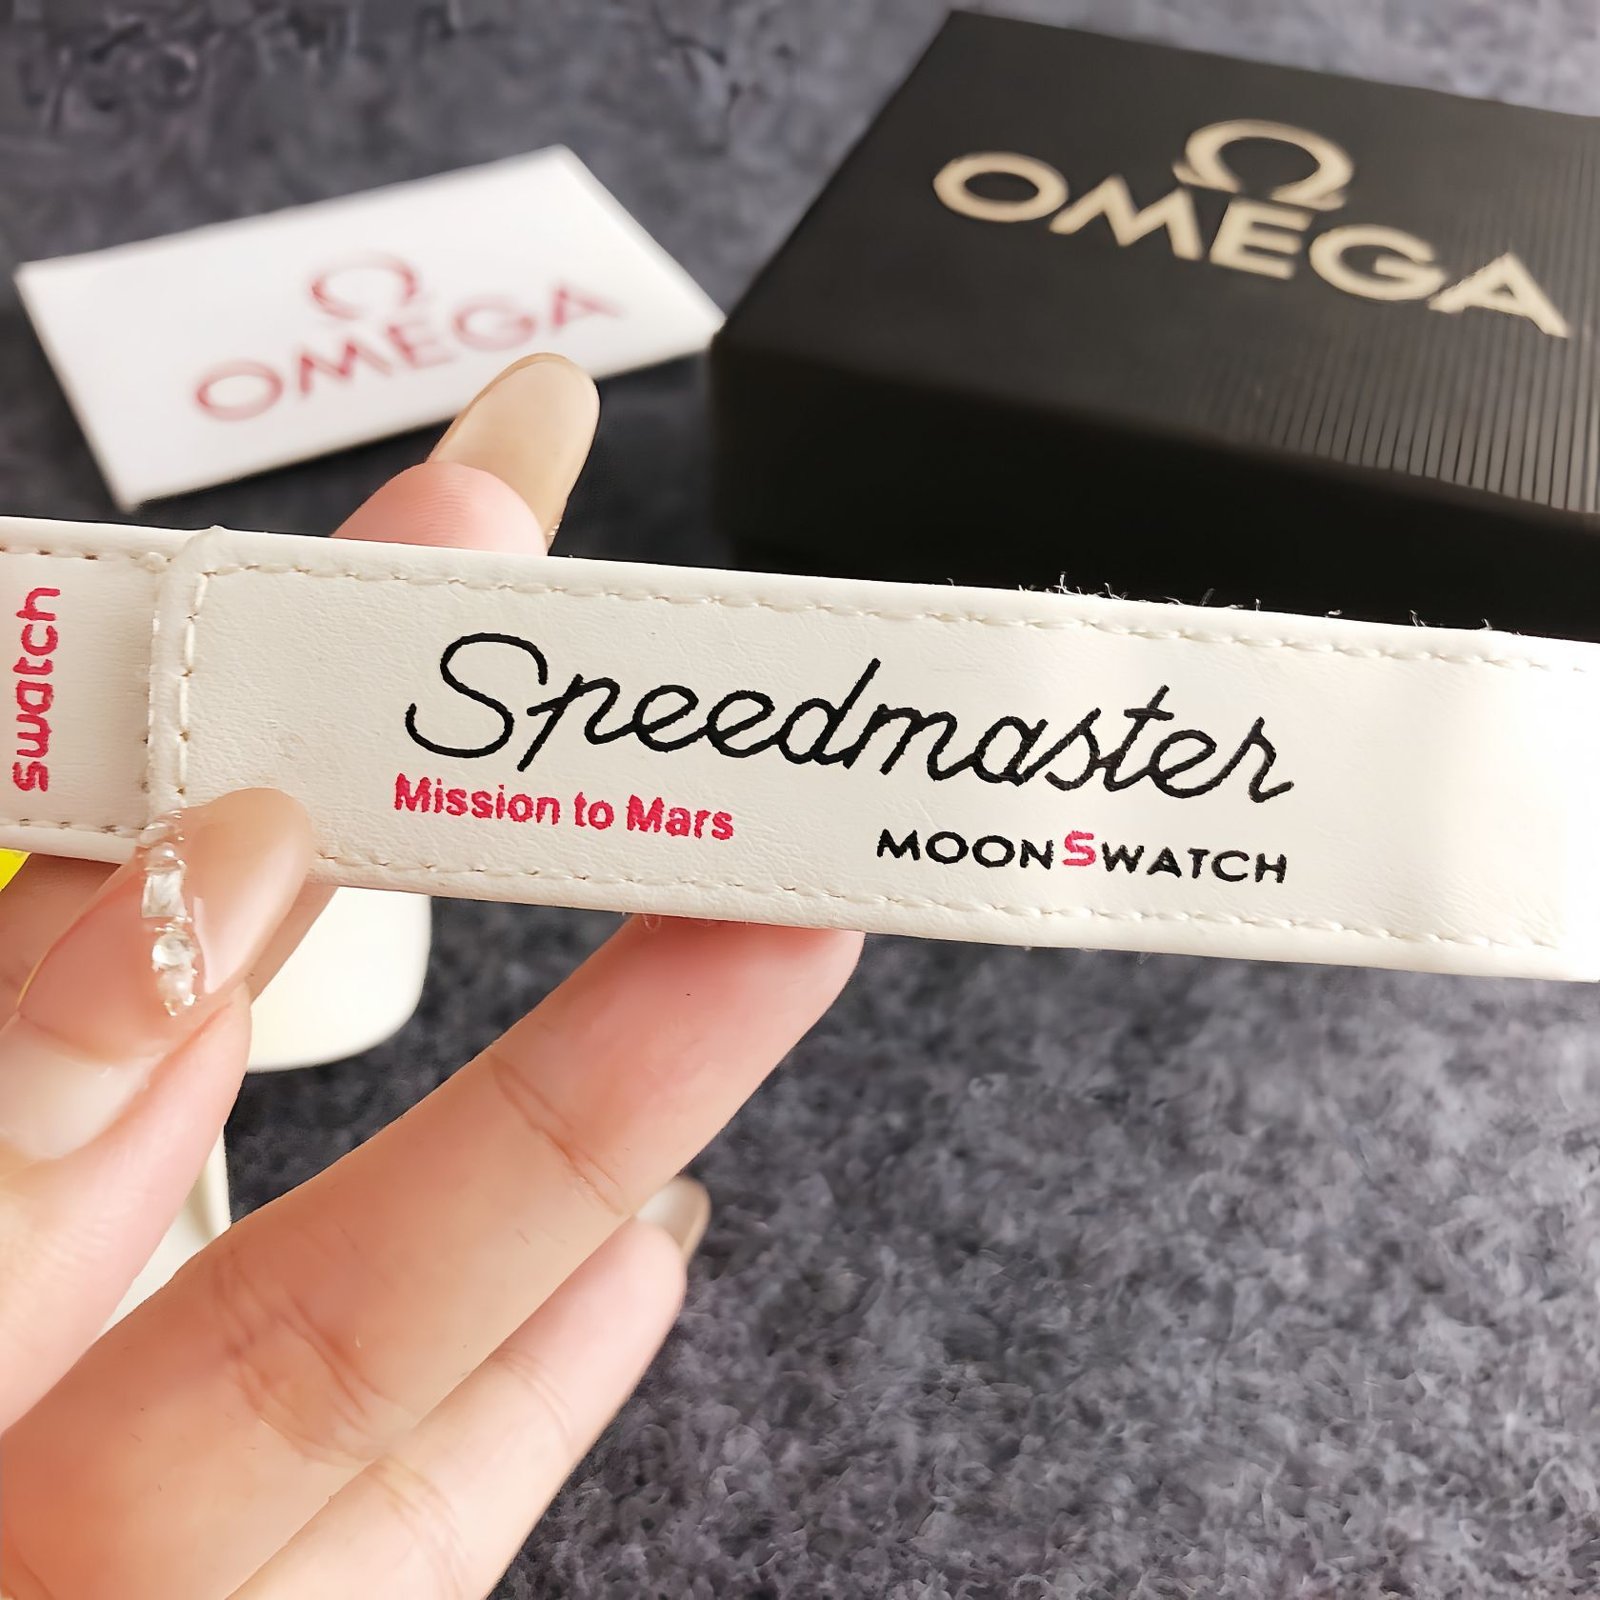 Ω
OMEGA
Ω
OMEGA
swatch
Speedmaster
Mission to Mars
MOONSWATCH